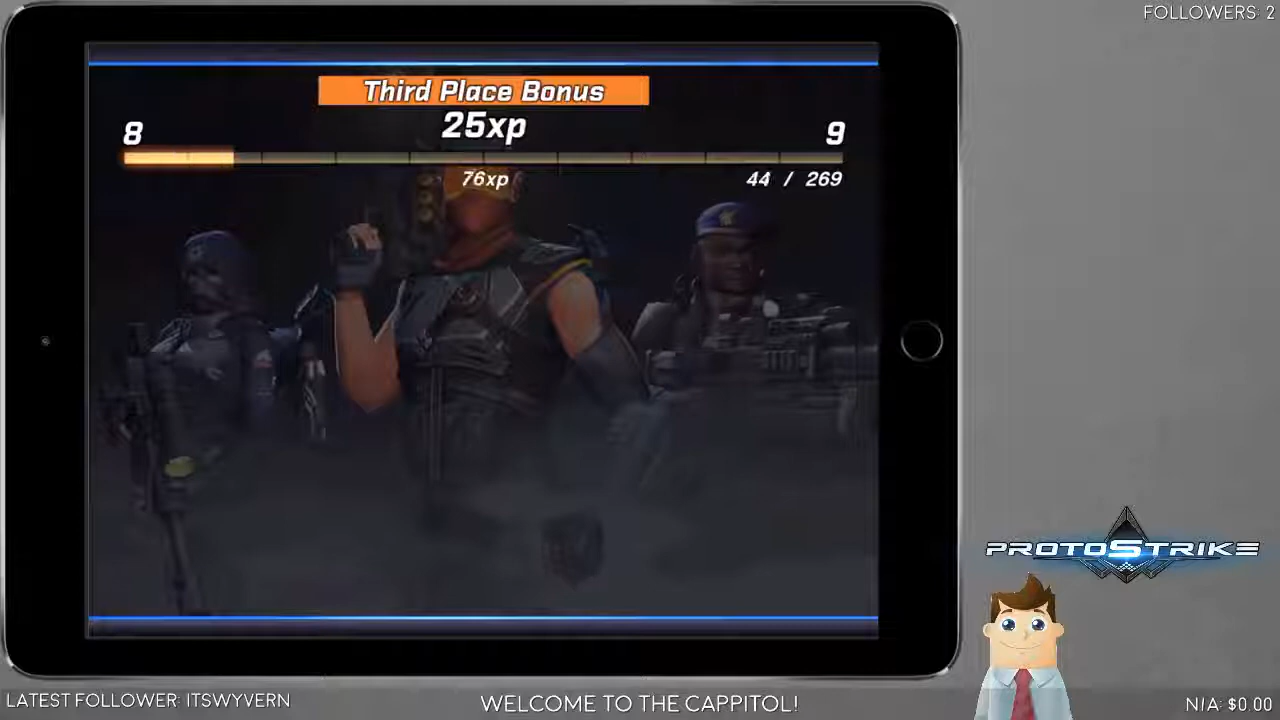 FOLLOWERS: 2
Third Place Bonus
8 25xp 9
76xp 44 / 269
PROTOSTRIKE
LATEST FOLLOWER: ITSWYVERN WELCOME TO THE CAPPITOL! N/A: $0.00